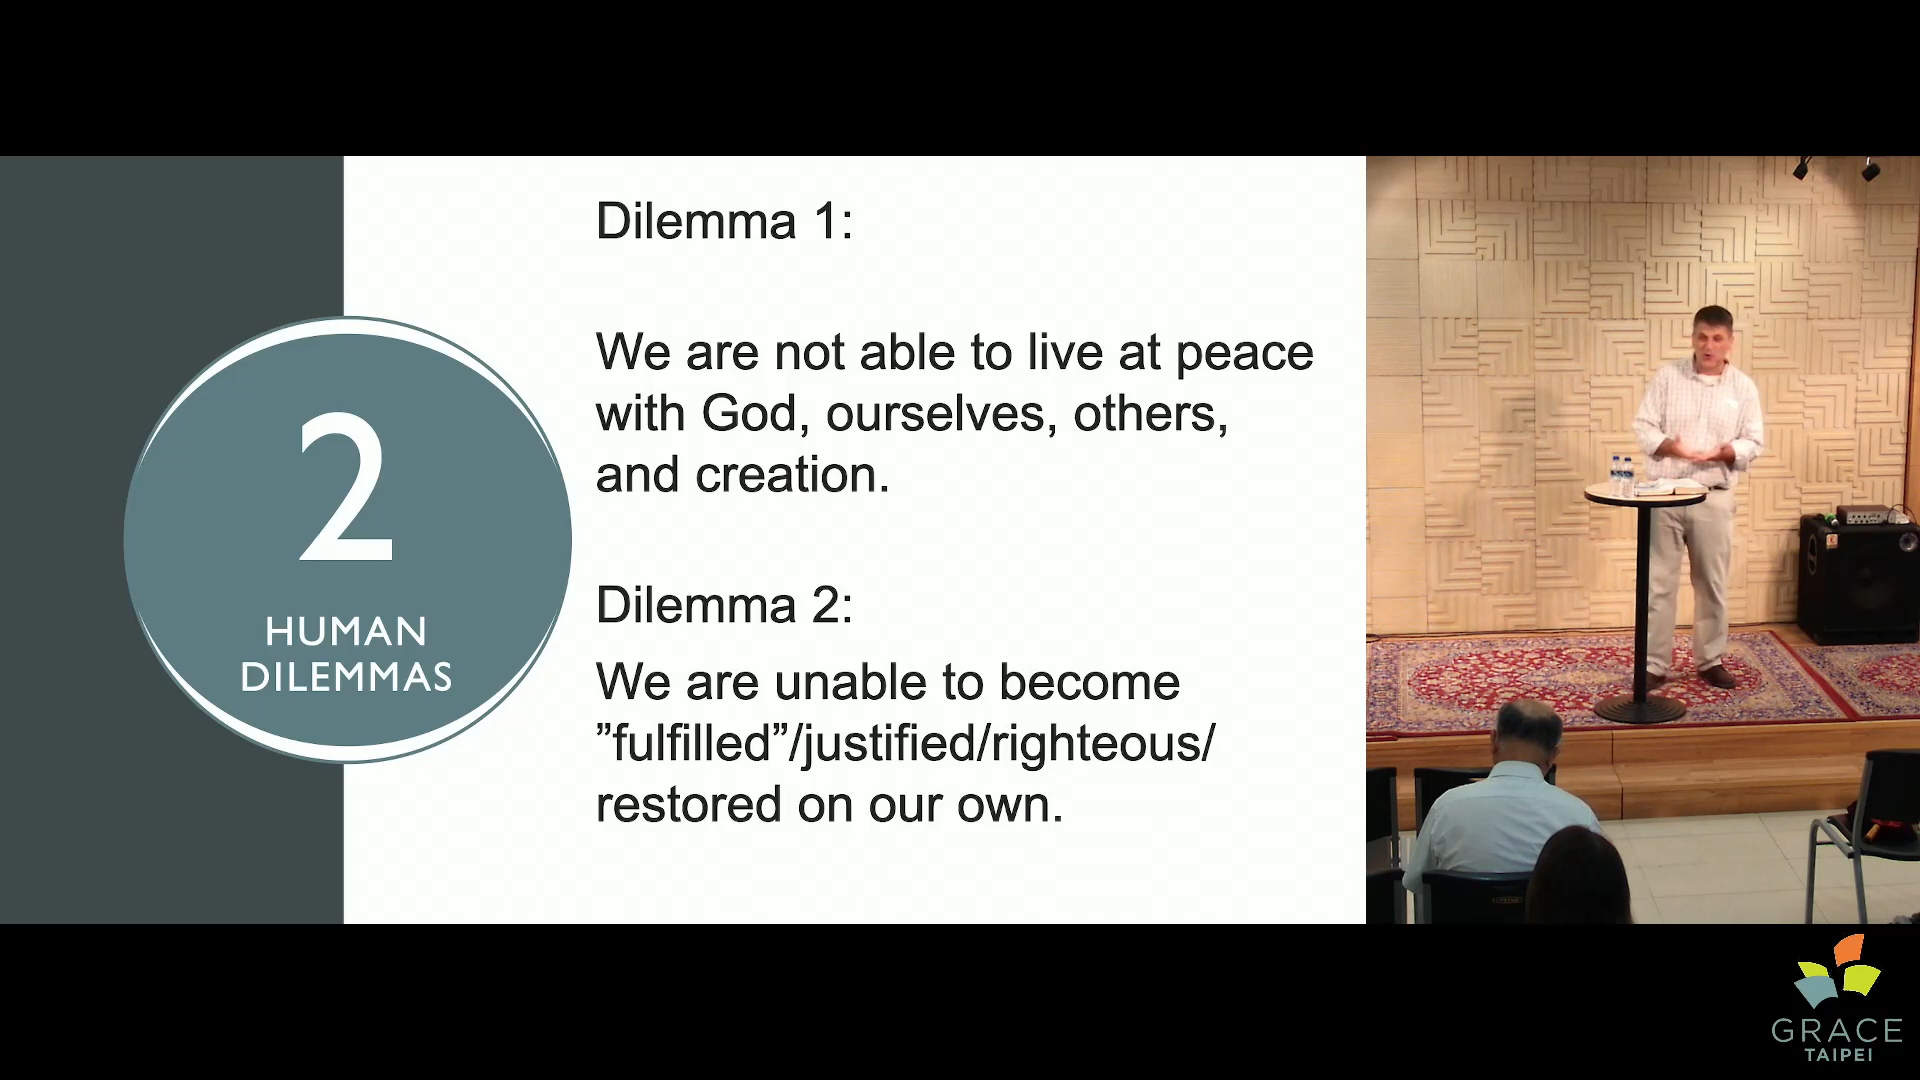 2
HUMAN
DILEMMAS
Dilemma 1:
We are not able to live at peace
with God, ourselves, others,
and creation.
Dilemma 2:
We are unable to become
”fulfilled”/justified/righteous/
restored on our own.
GRACE
TAIPEI